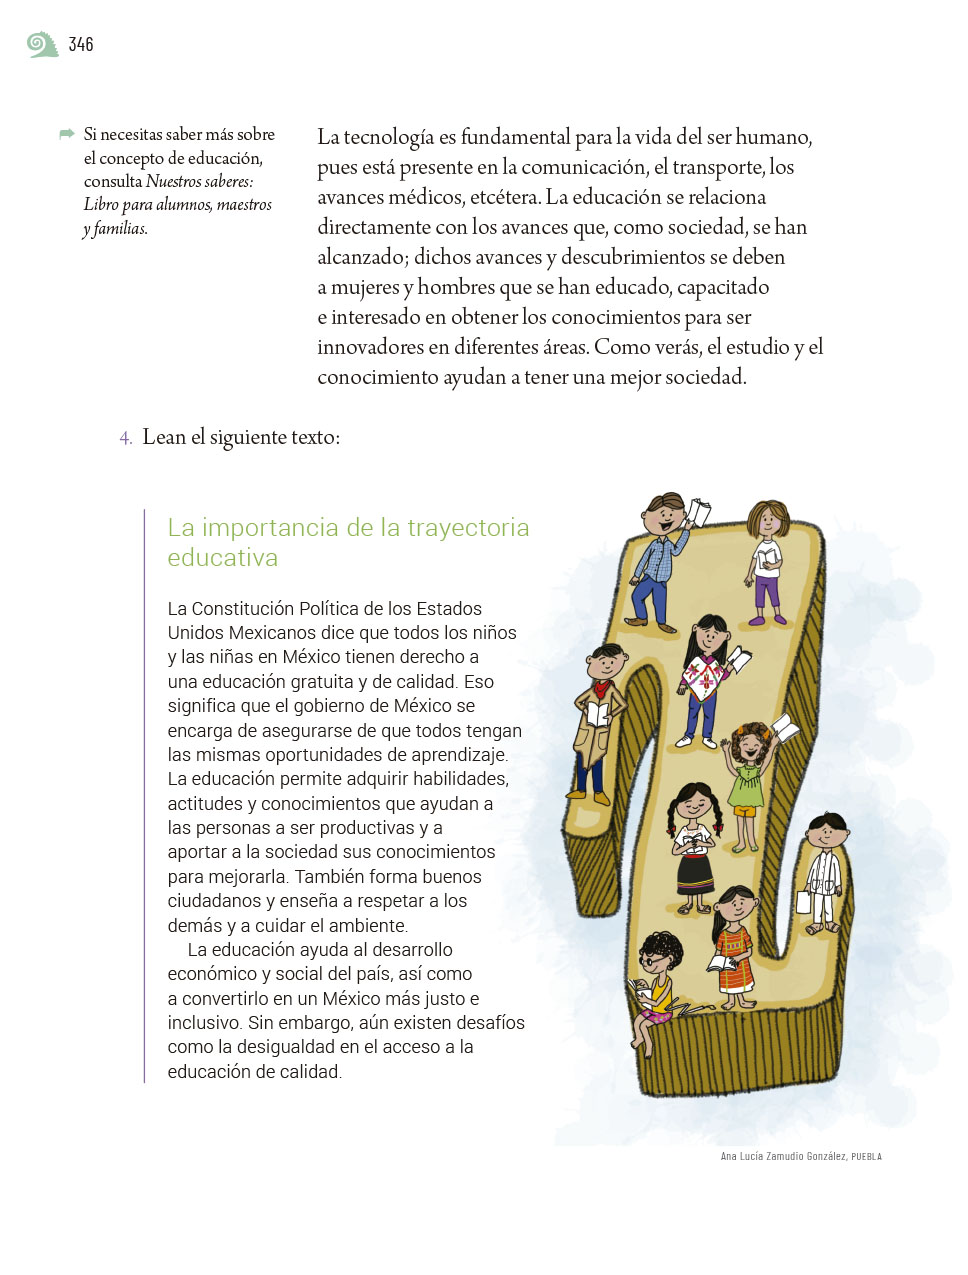 346
Si necesitas saber más sobre
el concepto de educación,
consulta Nuestros saberes:
Libro para alumnos, maestros
y familias.
La tecnología es fundamental para la vida del ser humano,
pues está presente en la comunicación, el transporte, los
avances médicos, etcétera. La educación se relaciona
directamente con los avances que, como sociedad, se han
alcanzado; dichos avances y descubrimientos se deben
a mujeres y hombres que se han educado, capacitado
e interesado en obtener los conocimientos para ser
innovadores en diferentes áreas. Como verás, el estudio y el
conocimiento ayudan a tener una mejor sociedad.
4. Lean el siguiente texto:
La importancia de la trayectoria
educativa
La Constitución Política de los Estados
Unidos Mexicanos dice que todos los niños
y las niñas en México tienen derecho a
una educación gratuita y de calidad. Eso
significa que el gobierno de México se
encarga de asegurarse de que todos tengan
las mismas oportunidades de aprendizaje.
La educación permite adquirir habilidades,
actitudes y conocimientos que ayudan a
las personas a ser productivas y a
aportar a la sociedad sus conocimientos
para mejorarla. También forma buenos
ciudadanos y enseña a respetar a los
demás y a cuidar el ambiente.
La educación ayuda al desarrollo
económico y social del país, así como
a convertirlo en un México más justo e
inclusivo. Sin embargo, aún existen desafíos
como la desigualdad en el acceso a la
educación de calidad.
Ana Lucía Zamudio González, PUEBLA